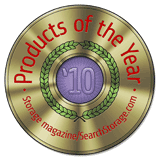 • Products of the Year •
'10
Storage magazine/SearchStorage.com